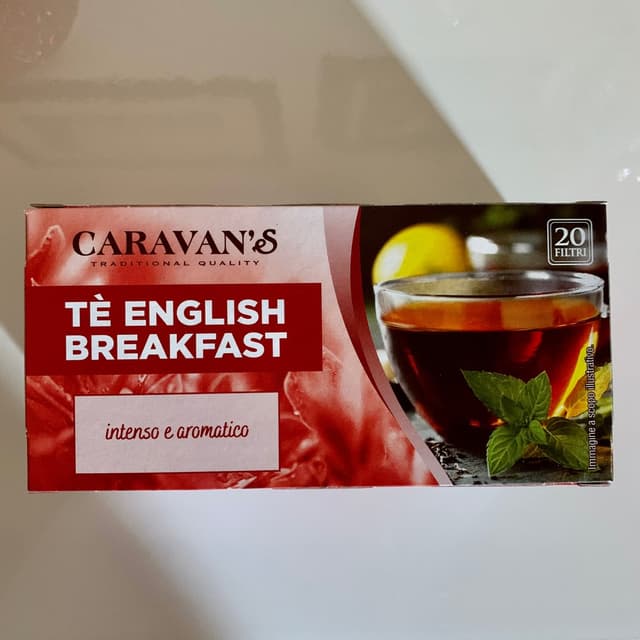 CARAVAN'S
TRADITIONAL QUALITY
TÈ ENGLISH
BREAKFAST
intenso e aromatico
20
FILTRI
Immagine a scopo illustrativo.